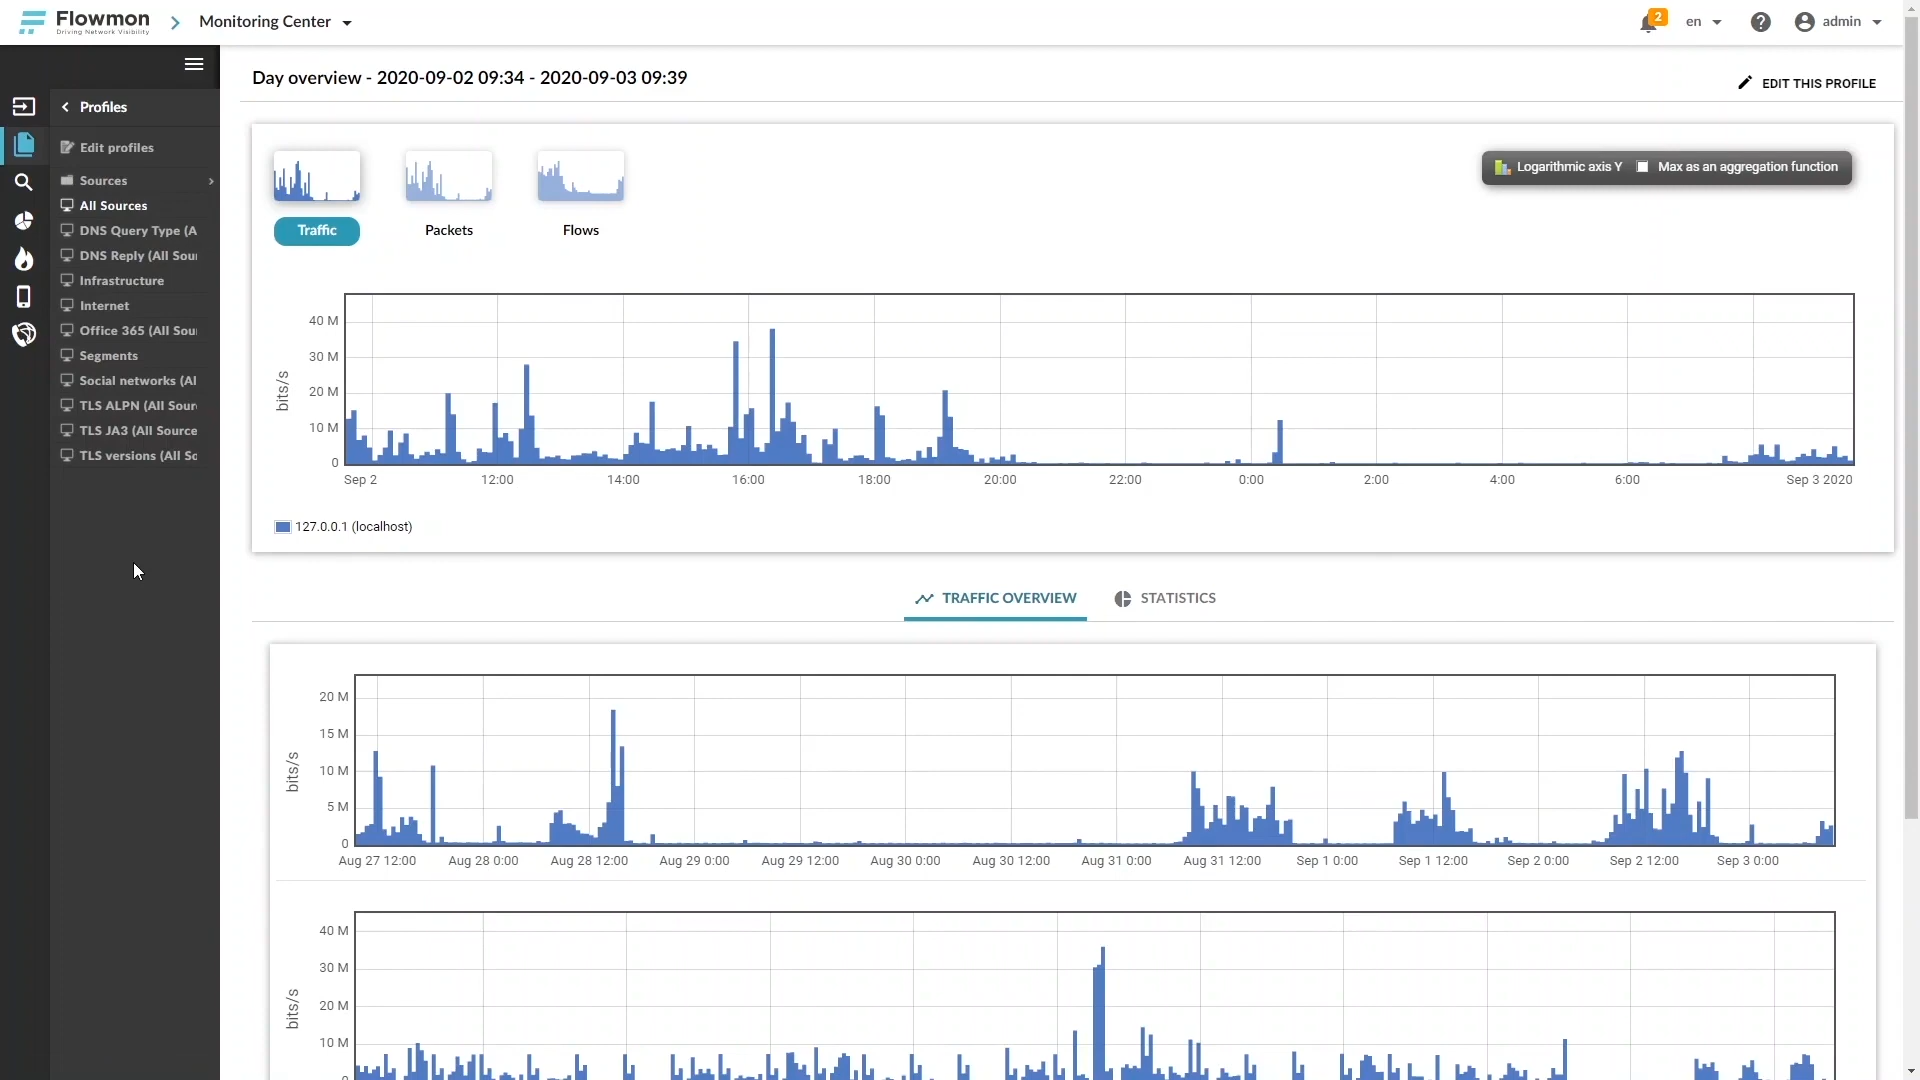 Flowmon
Driving Network Visibility
Monitoring Center
2
en
admin
Profiles
Edit profiles
Sources
All Sources
DNS Query Type (A
DNS Reply (All Sou
Infrastructure
Internet
Office 365 (All Sou
Segments
Social networks (Al
TLS ALPN (All Sour
TLS JA3 (All Source
TLS versions (All So
Day overview - 2020-09-02 09:34 - 2020-09-03 09:39
EDIT THIS PROFILE
Traffic
Packets
Flows
Logarithmic axis Y
Max as an aggregation function
bits/s
40 M
30 M
20 M
10 M
0
Sep 2 12:00 14:00 16:00 18:00 20:00 22:00 0:00 2:00 4:00 6:00 Sep 3 2020
127.0.0.1 (localhost)
TRAFFIC OVERVIEW
STATISTICS
bits/s
20 M
15 M
10 M
5 M
0
Aug 27 12:00 Aug 28 0:00 Aug 28 12:00 Aug 29 0:00 Aug 29 12:00 Aug 30 0:00 Aug 30 12:00 Aug 31 0:00 Aug 31 12:00 Sep 1 0:00 Sep 1 12:00 Sep 2 0:00 Sep 2 12:00 Sep 3 0:00
bits/s
40 M
30 M
20 M
10 M
0